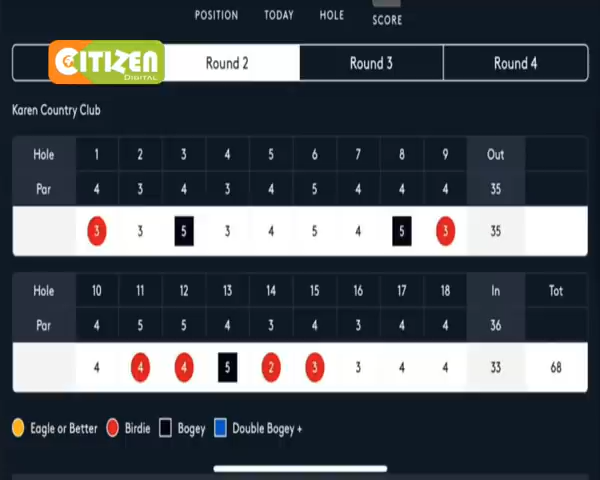 POSITION TODAY HOLE SCORE
CITIZEN DIGITAL
Round 2 Round 3 Round 4
Karen Country Club
Hole 1 2 3 4 5 6 7 8 9 Out
Par 4 3 4 3 4 5 4 4 4 35
3 3 5 3 4 5 4 5 3 35
Hole 10 11 12 13 14 15 16 17 18 In Tot
Par 4 5 5 4 3 4 3 4 4 36
4 4 4 5 2 3 3 4 4 33 68
Eagle or Better Birdie Bogey Double Bogey +